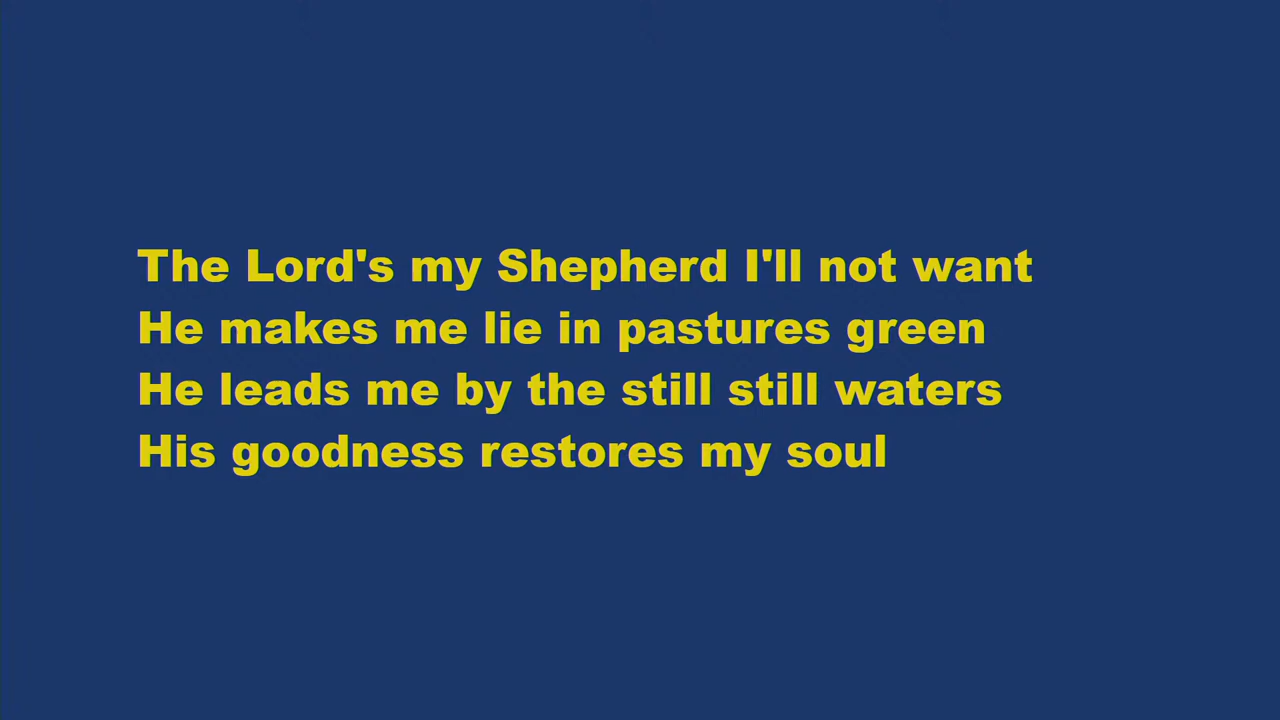 The Lord's my Shepherd I'll not want
He makes me lie in pastures green
He leads me by the still still waters
His goodness restores my soul